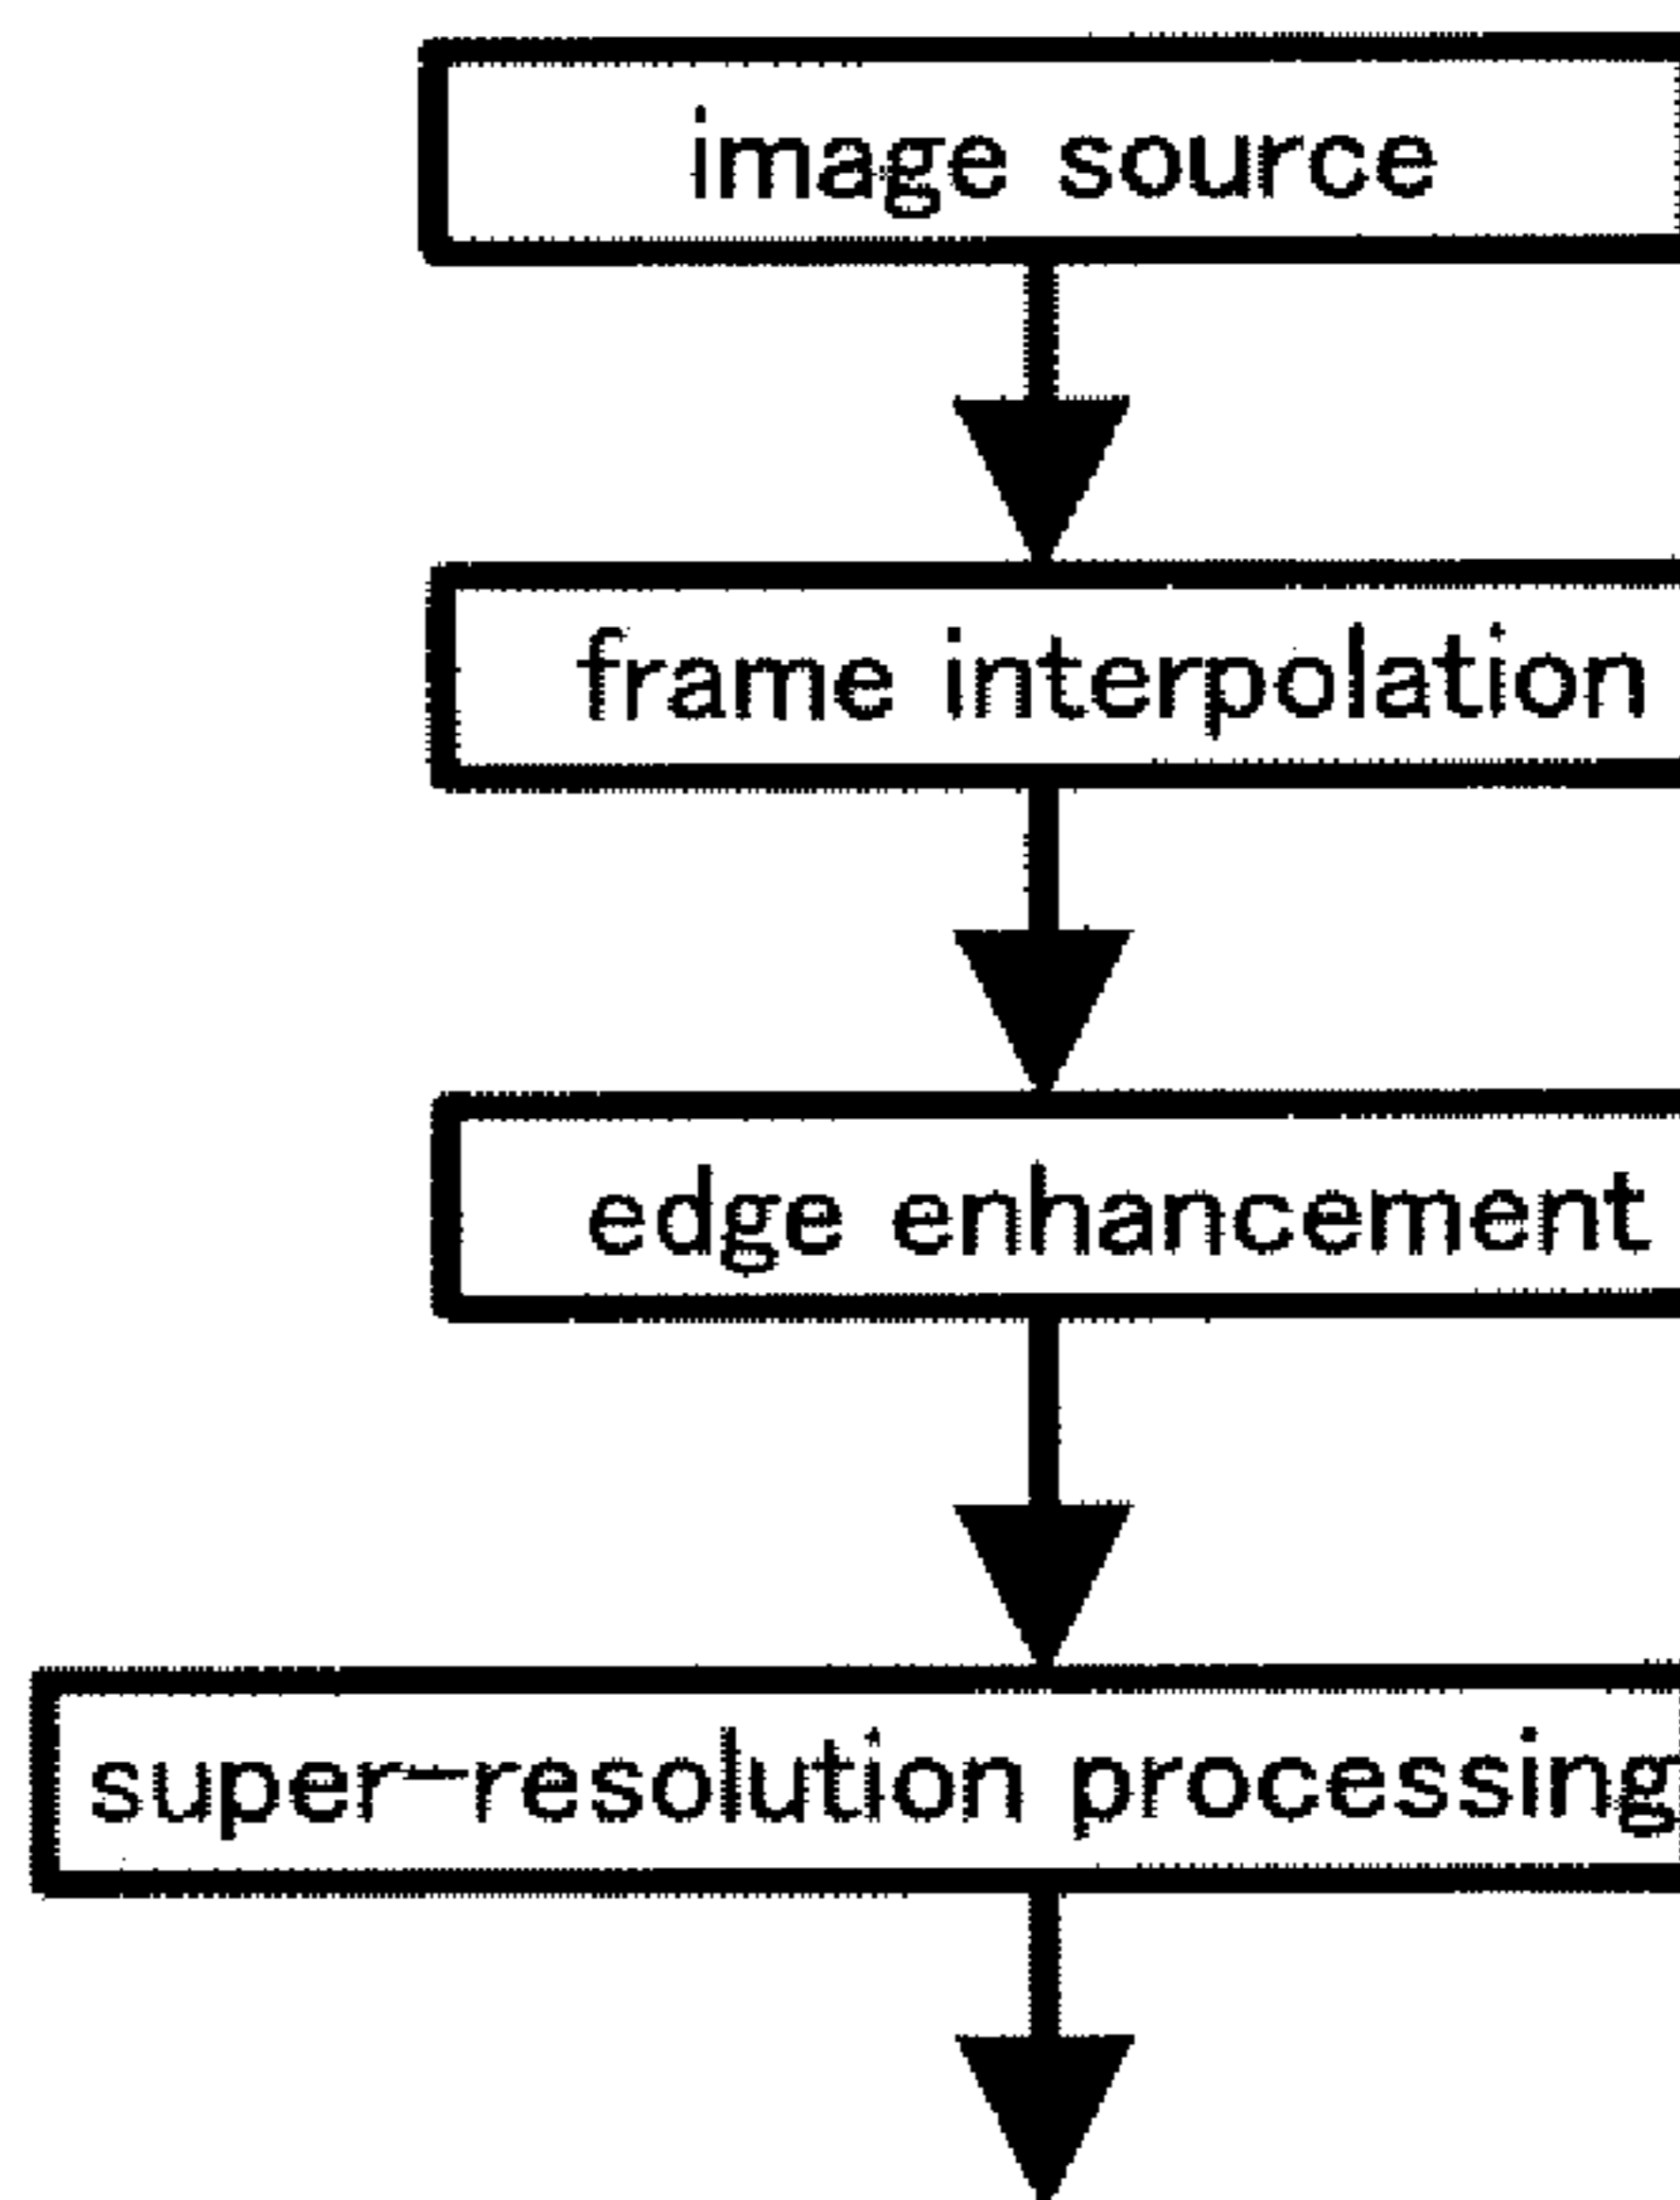 image source
frame interpolation
edge enhancement
super-resolution processing